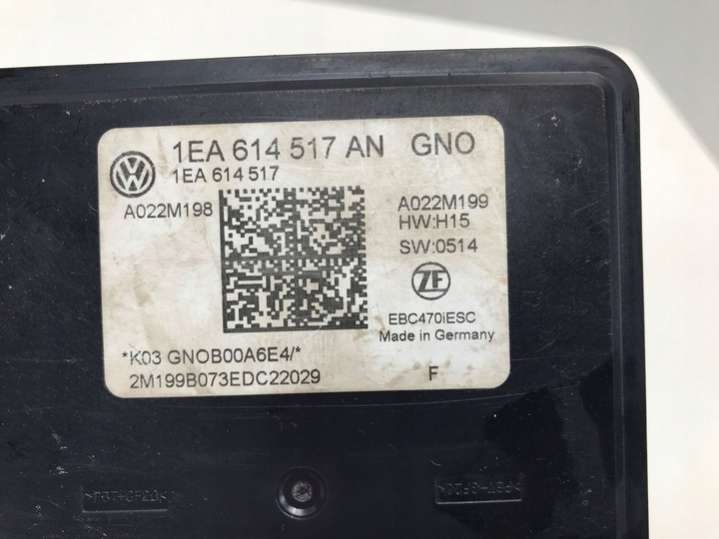 1EA 614 517 AN GNO
1EA 614 517
A022M198
A022M199
HW:H15
SW:0514
ZF
EBC470iESC
Made in Germany
*K03 GNOB00A6E4/*
2M199B073EDC22029
F